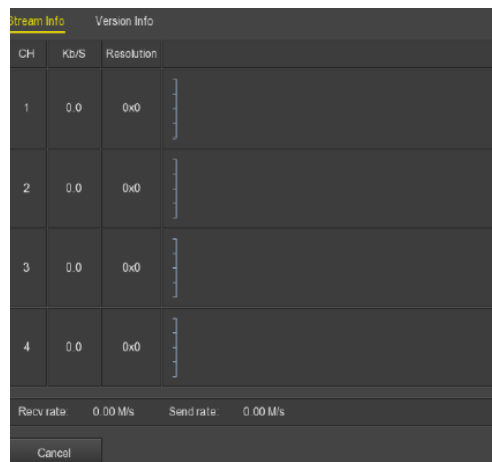 Stream Info Version Info
CH Kb/S Resolution
1 0.0 0x0
2 0.0 0x0
3 0.0 0x0
4 0.0 0x0
Recv rate: 0.00 M/s Send rate: 0.00 M/s
Cancel